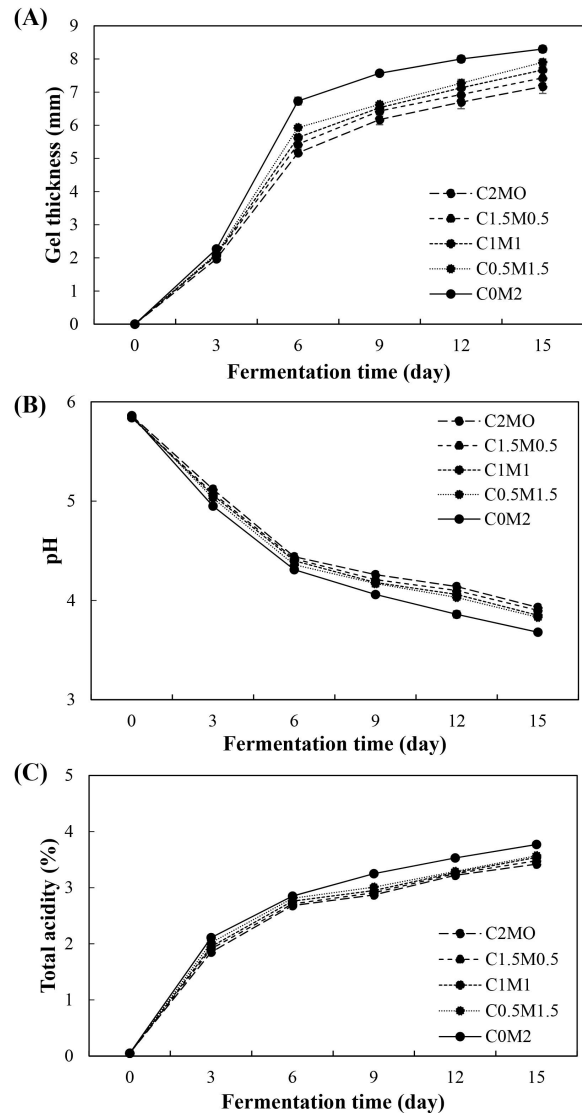 (A)
9
8
7
6
5
4
3
2
1
0
Gel thickness (mm)
C2MO
C1.5M0.5
C1M1
C0.5M1.5
C0M2
0 3 6 9 12 15
Fermentation time (day)
(B)
6
5
4
3
pH
C2MO
C1.5M0.5
C1M1
C0.5M1.5
C0M2
0 3 6 9 12 15
Fermentation time (day)
(C)
5
4
3
2
1
0
Total acidity (%)
C2MO
C1.5M0.5
C1M1
C0.5M1.5
C0M2
0 3 6 9 12 15
Fermentation time (day)